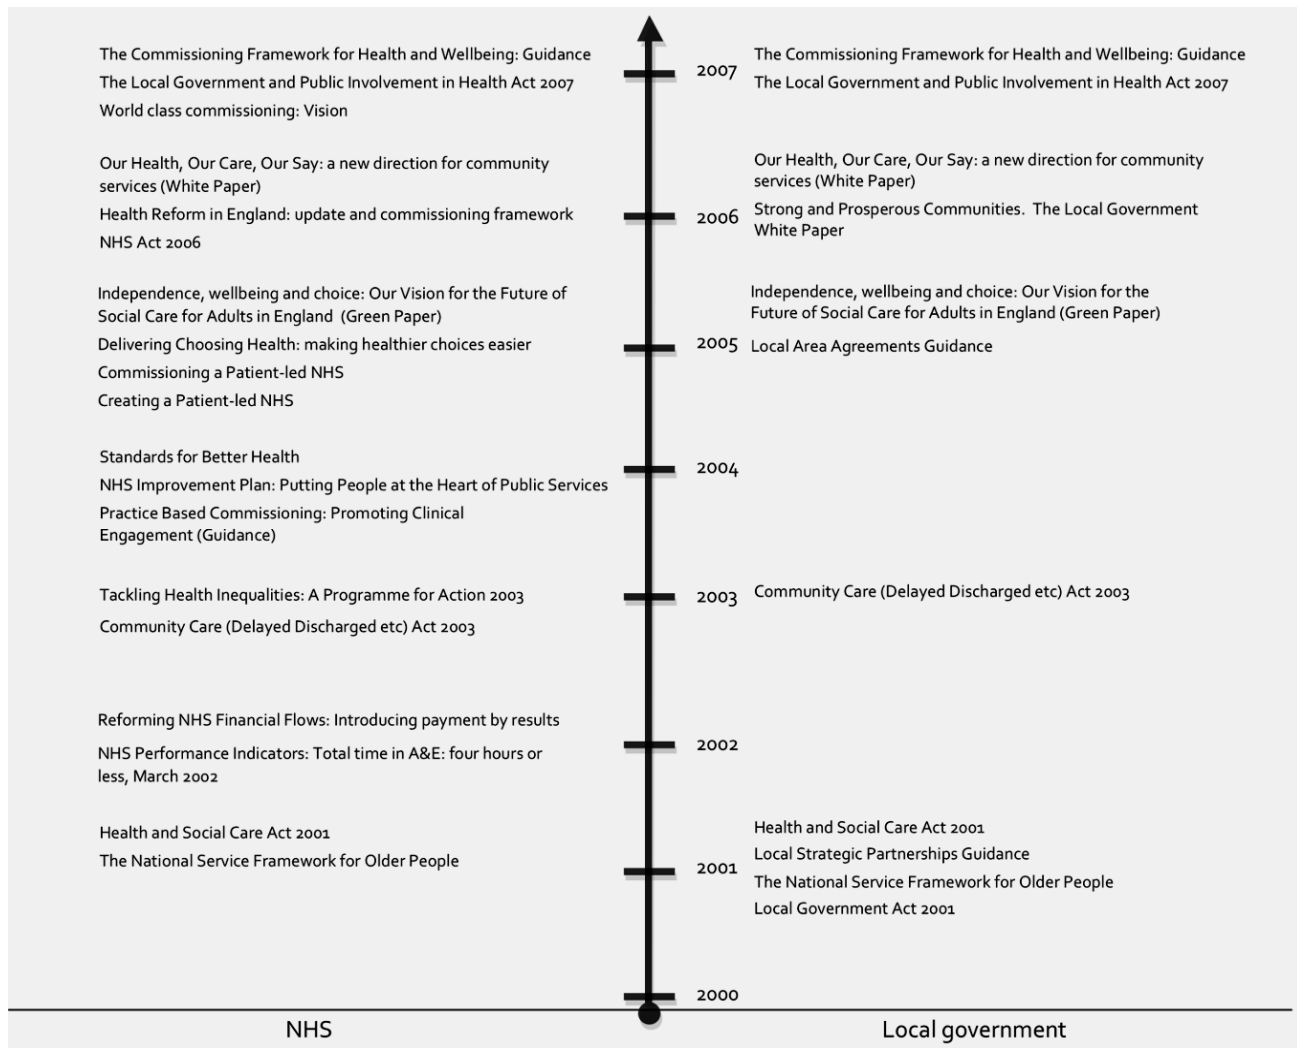 The Commissioning Framework for Health and Wellbeing: Guidance
The Local Government and Public Involvement in Health Act 2007
World class commissioning: Vision
2007
The Commissioning Framework for Health and Wellbeing: Guidance
The Local Government and Public Involvement in Health Act 2007
Our Health, Our Care, Our Say: a new direction for community
services (White Paper)
Health Reform in England: update and commissioning framework
NHS Act 2006
2006
Our Health, Our Care, Our Say: a new direction for community
services (White Paper)
Strong and Prosperous Communities. The Local Government
White Paper
Independence, wellbeing and choice: Our Vision for the Future of
Social Care for Adults in England (Green Paper)
Delivering Choosing Health: making healthier choices easier
Commissioning a Patient-led NHS
Creating a Patient-led NHS
2005
Independence, wellbeing and choice: Our Vision for the
Future of Social Care for Adults in England (Green Paper)
Local Area Agreements Guidance
Standards for Better Health
NHS Improvement Plan: Putting People at the Heart of Public Services
Practice Based Commissioning: Promoting Clinical
Engagement (Guidance)
2004
Tackling Health Inequalities: A Programme for Action 2003
Community Care (Delayed Discharged etc) Act 2003
2003
Community Care (Delayed Discharged etc) Act 2003
Reforming NHS Financial Flows: Introducing payment by results
NHS Performance Indicators: Total time in A&E: four hours or
less, March 2002
2002
Health and Social Care Act 2001
The National Service Framework for Older People
2001
Health and Social Care Act 2001
Local Strategic Partnerships Guidance
The National Service Framework for Older People
Local Government Act 2001
2000
NHS
Local government